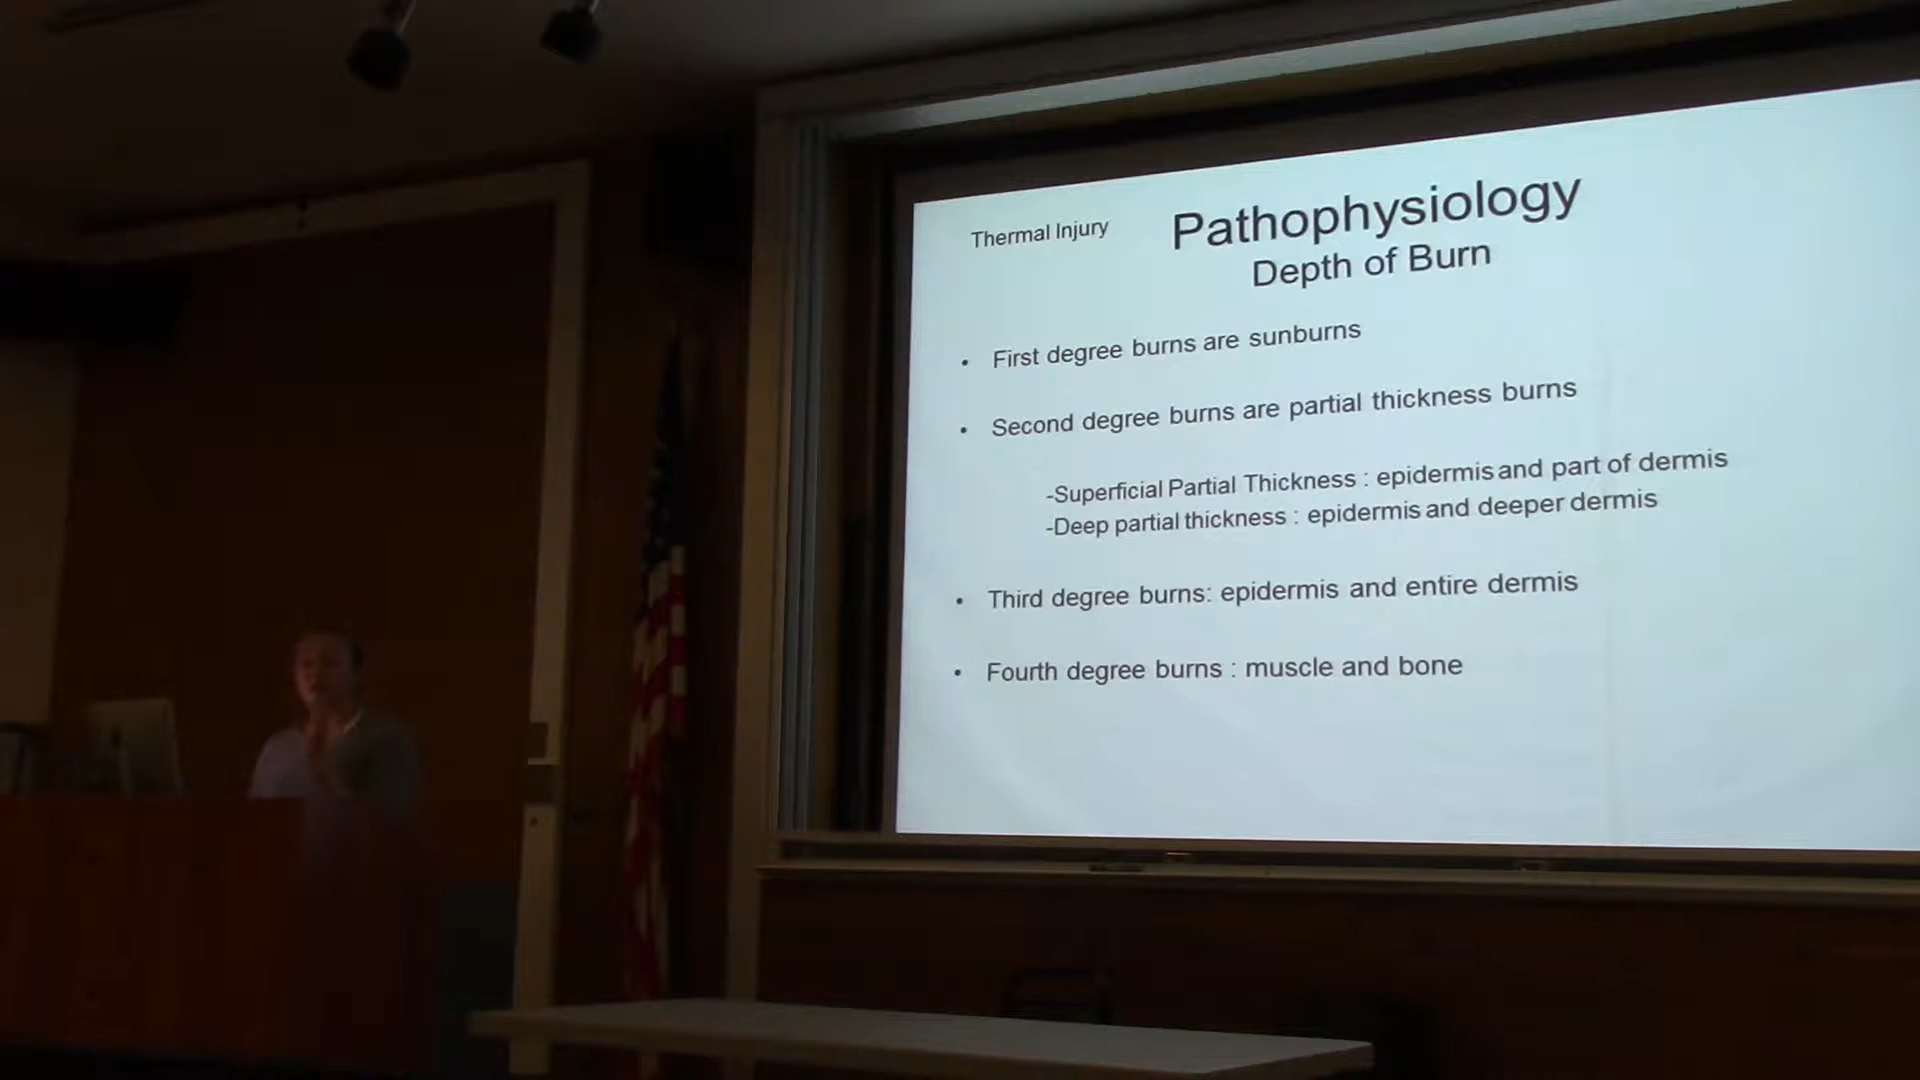 Thermal Injury
Pathophysiology
Depth of Burn
• First degree burns are sunburns
• Second degree burns are partial thickness burns
-Superficial Partial Thickness : epidermis and part of dermis
-Deep partial thickness : epidermis and deeper dermis
• Third degree burns: epidermis and entire dermis
• Fourth degree burns : muscle and bone